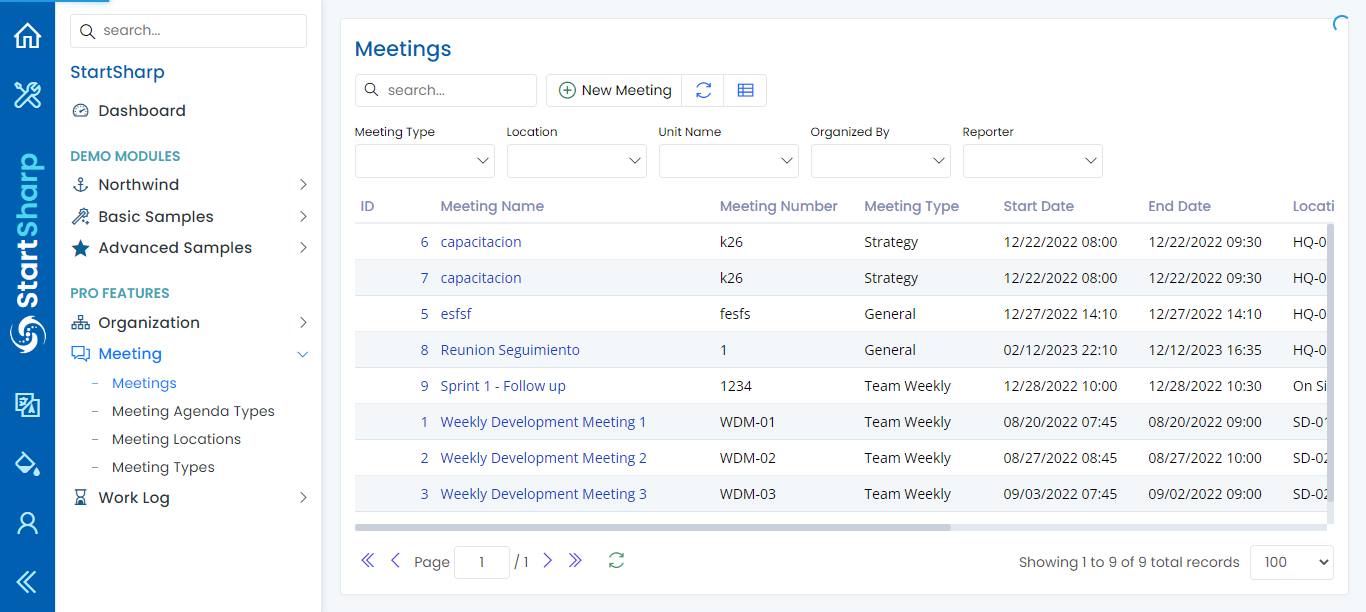 search...
StartSharp
Dashboard
DEMO MODULES
Northwind
Basic Samples
Advanced Samples
PRO FEATURES
Organization
Meeting
- Meetings
- Meeting Agenda Types
- Meeting Locations
- Meeting Types
Work Log
StartSharp
Meetings
search...
New Meeting
Meeting Type Location Unit Name Organized By Reporter
ID Meeting Name Meeting Number Meeting Type Start Date End Date Locati
6 capacitacion k26 Strategy 12/22/2022 08:00 12/22/2022 09:30 HQ-0
7 capacitacion k26 Strategy 12/22/2022 08:00 12/22/2022 09:30 HQ-0
5 esfsf fesfs General 12/27/2022 14:10 12/27/2022 14:10 HQ-0
8 Reunion Seguimiento 1 General 02/12/2023 22:10 12/12/2023 16:35 HQ-0
9 Sprint 1 - Follow up 1234 Team Weekly 12/28/2022 10:00 12/28/2022 10:30 On Si
1 Weekly Development Meeting 1 WDM-01 Team Weekly 08/20/2022 07:45 08/20/2022 09:00 SD-01
2 Weekly Development Meeting 2 WDM-02 Team Weekly 08/27/2022 08:45 08/27/2022 10:00 SD-02
3 Weekly Development Meeting 3 WDM-03 Team Weekly 09/03/2022 07:45 09/02/2022 09:00 SD-02
Page 1 / 1
Showing 1 to 9 of 9 total records 100